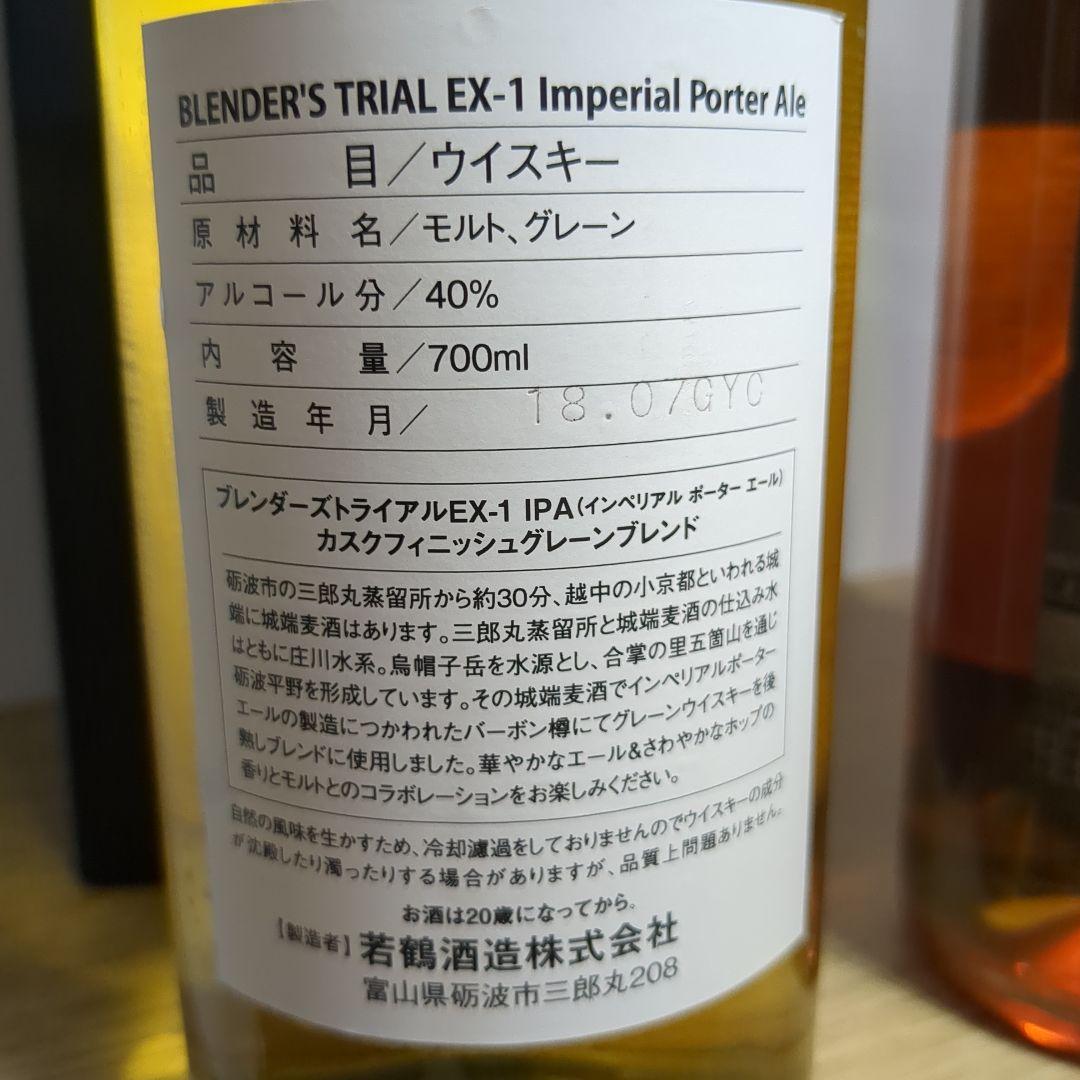 BLENDER'S TRIAL EX-1 Imperial Porter Ale
品目／ウイスキー
原材料名／モルト、グレーン
アルコール分／40%
内容量／700ml
製造年月／ 18.07GYC
ブレンダーズトライアルEX-1 IPA(インペリアル ポーター エール)
カスクフィニッシュグレーンブレンド
砺波市の三郎丸蒸留所から約30分、越中の小京都といわれる城
端に城端麦酒はあります。三郎丸蒸留所と城端麦酒の仕込み水
はともに庄川水系。烏帽子岳を水源とし、合掌の里五箇山を通じ
砺波平野を形成しています。その城端麦酒でインペリアルポーター
エールの製造につかわれたバーボン樽にてグレーンウイスキーを後
熟しブレンドに使用しました。華やかなエール&さわやかなホップの
香りとモルトとのコラボレーションをお楽しみください。
自然の風味を生かすため、冷却濾過をしておりませんのでウイスキーの成分
が沈殿したり濁ったりする場合がありますが、品質上問題ありません。
お酒は20歳になってから。
【製造者】若鶴酒造株式会社
富山県砺波市三郎丸208